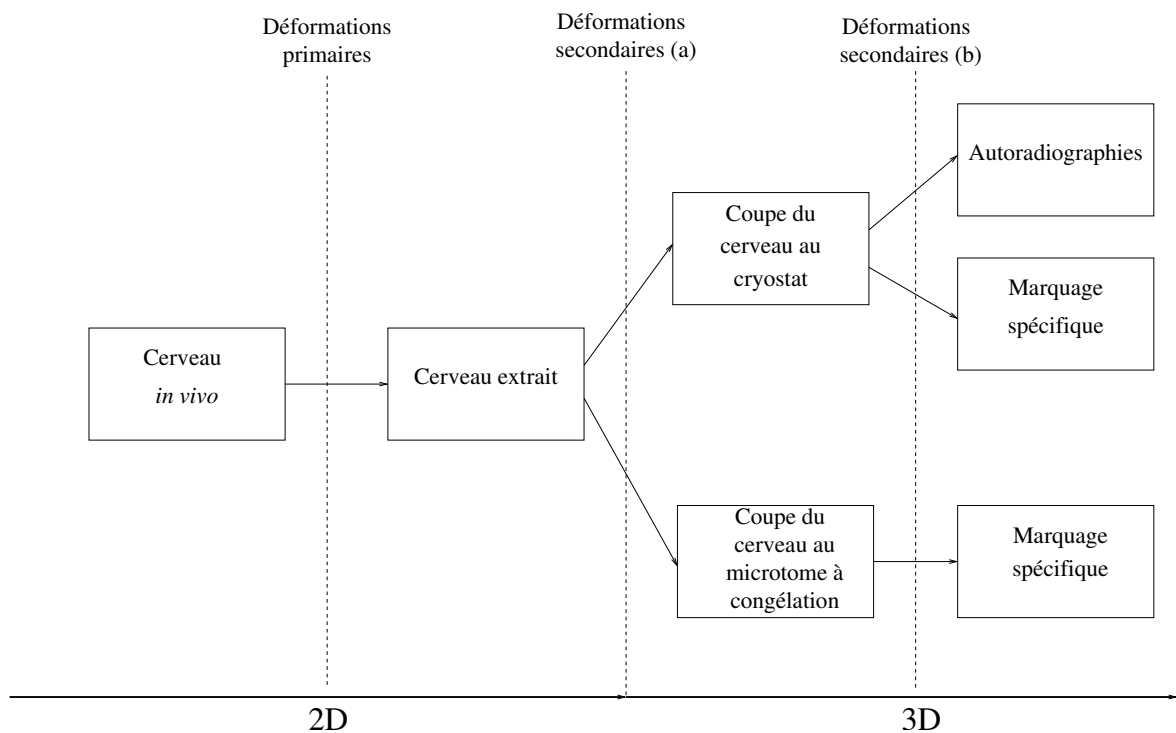 Déformations
primaires
Déformations
secondaires (a)
Déformations
secondaires (b)
Autoradiographies
Coupe du
cerveau au
cryostat
Marquage
spécifique
Cerveau
in vivo
Cerveau extrait
Coupe du
cerveau au
microtome à
congélation
Marquage
spécifique
2D
3D